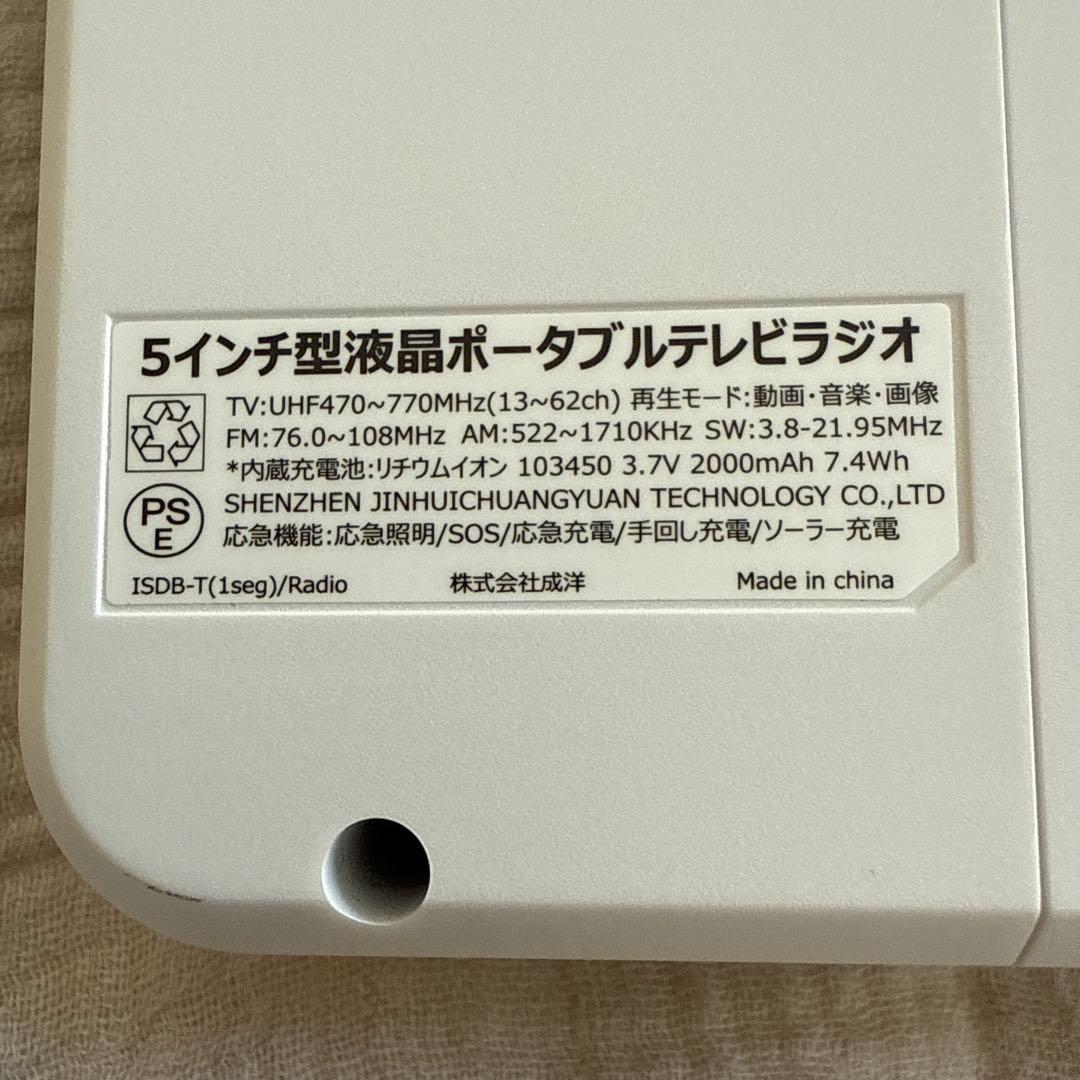 5インチ型液晶ポータブルテレビラジオ
TV:UHF470~770MHz(13~62ch) 再生モード:動画・音楽・画像
FM:76.0~108MHz AM:522~1710KHz SW:3.8-21.95MHz
*内蔵充電池:リチウムイオン 103450 3.7V 2000mAh 7.4Wh
PS
E
SHENZHEN JINHUICHUANGYUAN TECHNOLOGY CO.,LTD
応急機能:応急照明/SOS/応急充電/手回し充電/ソーラー充電
ISDB-T(1seg)/Radio 株式会社成洋 Made in china